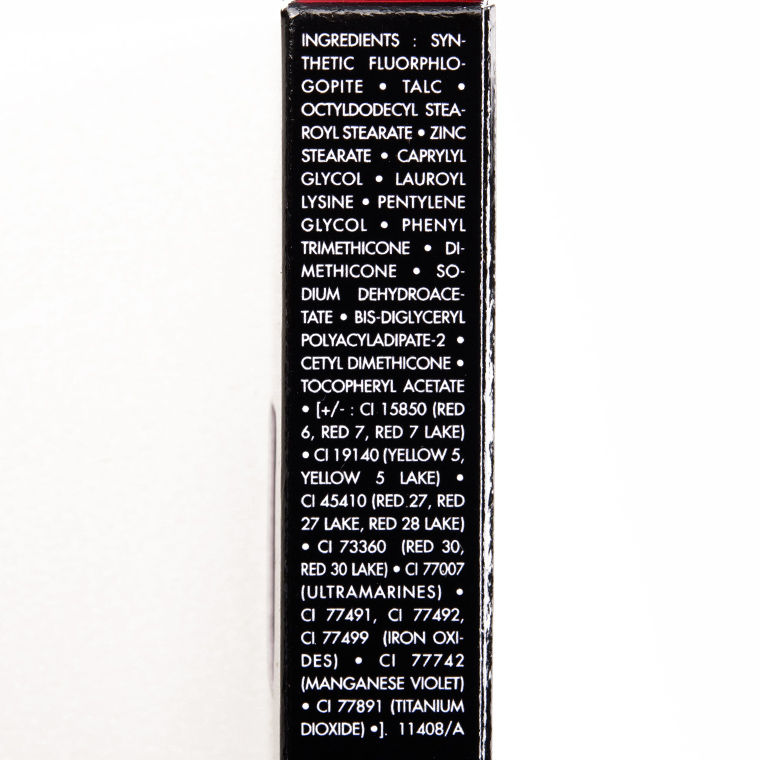 INGREDIENTS : SYN-
THETIC FLUORPHLO-
GOPITE • TALC •
OCTYLDODECYL STEA-
ROYL STEARATE • ZINC
STEARATE • CAPRYLYL
GLYCOL • LAUROYL
LYSINE • PENTYLENE
GLYCOL • PHENYL
TRIMETHICONE • DI-
METHICONE • SO-
DIUM DEHYDROACE-
TATE • BIS-DIGLYCERYL
POLYACYLADIPATE-2 •
CETYL DIMETHICONE •
TOCOPHERYL ACETATE
• [+/- : CI 15850 (RED
6, RED 7, RED 7 LAKE)
• CI 19140 (YELLOW 5,
YELLOW 5 LAKE) •
CI 45410 (RED 27, RED
27 LAKE, RED 28 LAKE)
• CI 73360 (RED 30,
RED 30 LAKE) • CI 77007
(ULTRAMARINES) •
CI 77491, CI 77492,
CI 77499 (IRON OXI-
DES) • CI 77742
(MANGANESE VIOLET)
• CI 77891 (TITANIUM
DIOXIDE) •]. 11408/A